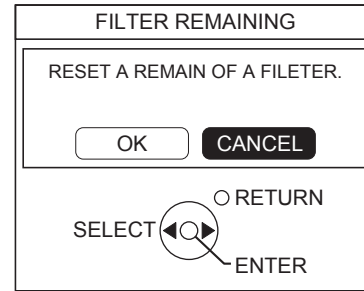 FILTER REMAINING
RESET A REMAIN OF A FILETER.
OK CANCEL
RETURN
SELECT
ENTER